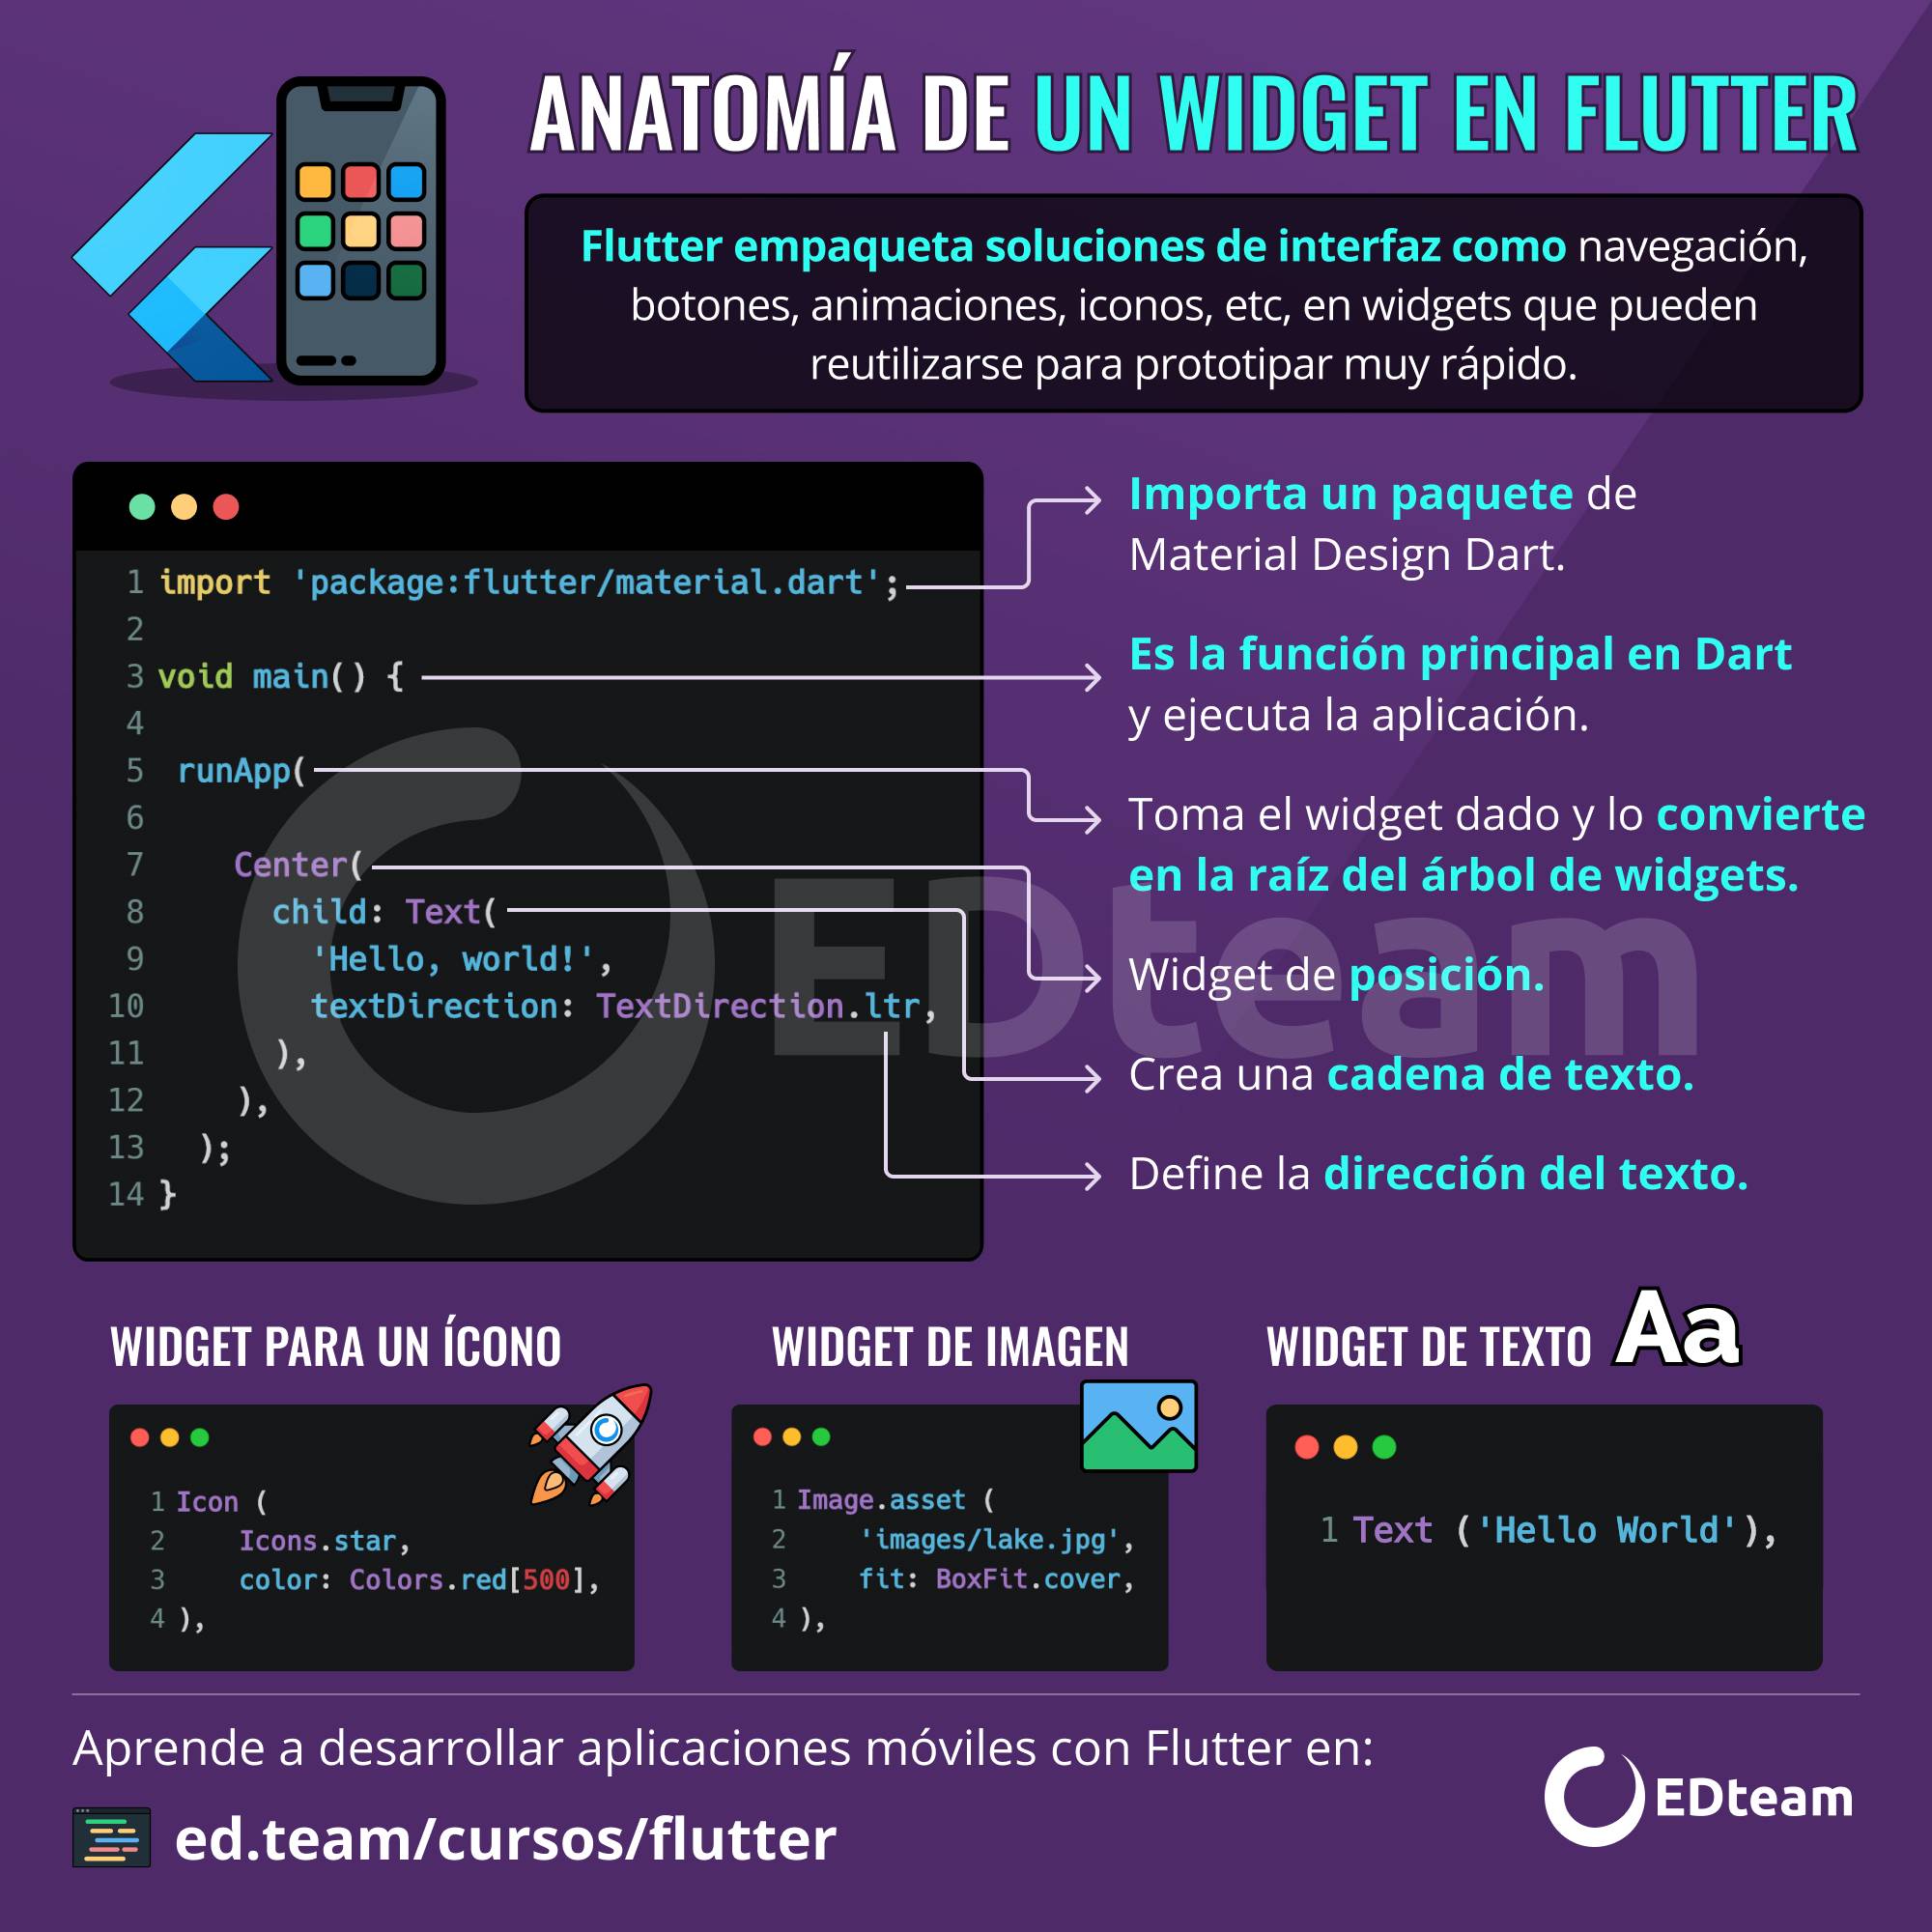 ANATOMÍA DE UN WIDGET EN FLUTTER
Flutter empaqueta soluciones de interfaz como navegación,
botones, animaciones, iconos, etc, en widgets que pueden
reutilizarse para prototipar muy rápido.
1 import 'package:flutter/material.dart';
2
3 void main() {
4
5 runApp(
6
7 Center(
8 child: Text(
9 'Hello, world!',
10 textDirection: TextDirection.ltr,
11 ),
12 ),
13 );
14 }
Importa un paquete de
Material Design Dart.
Es la función principal en Dart
y ejecuta la aplicación.
Toma el widget dado y lo convierte
en la raíz del árbol de widgets.
Widget de posición.
Crea una cadena de texto.
Define la dirección del texto.
EDteam
WIDGET PARA UN ÍCONO
1 Icon (
2 Icons.star,
3 color: Colors.red[500],
4 ),
WIDGET DE IMAGEN
1 Image.asset (
2 'images/lake.jpg',
3 fit: BoxFit.cover,
4 ),
WIDGET DE TEXTO Aa
1 Text ('Hello World'),
Aprende a desarrollar aplicaciones móviles con Flutter en:
ed.team/cursos/flutter
EDteam